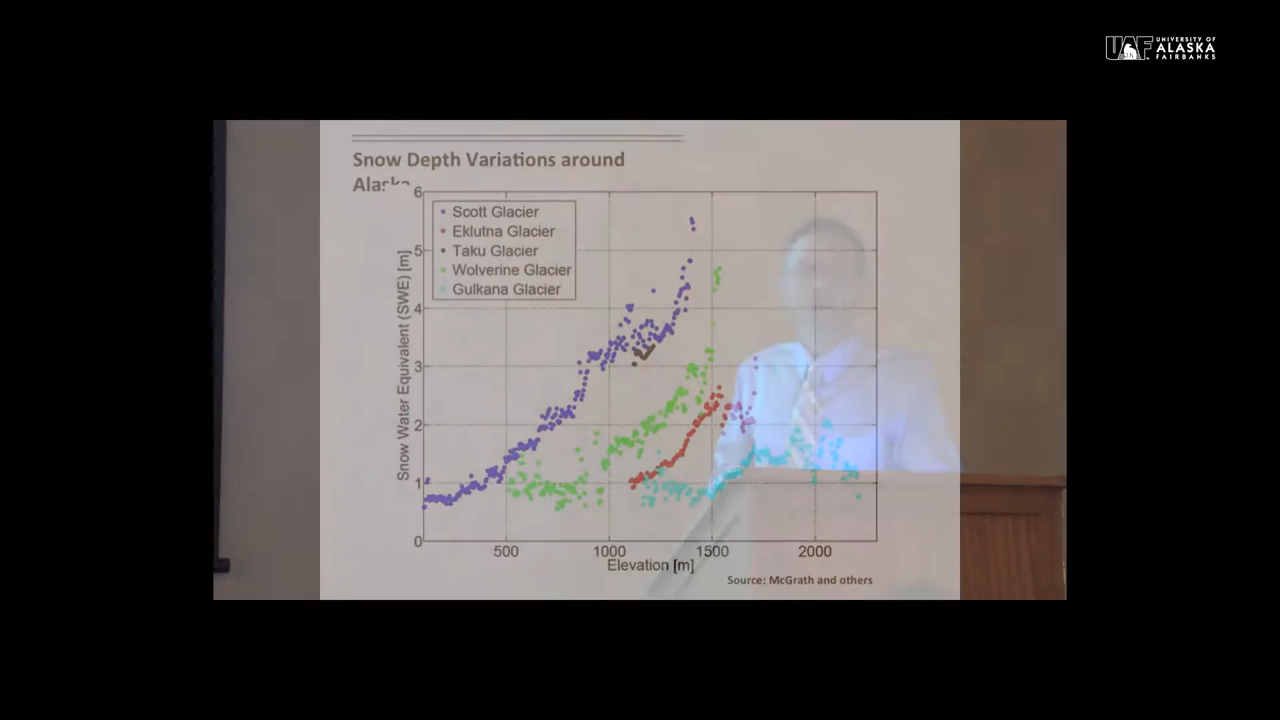 UAF UNIVERSITY OF
ALASKA
FAIRBANKS
Snow Depth Variations around
Alaska
6
Scott Glacier
Eklutna Glacier
Taku Glacier
Wolverine Glacier
Gulkana Glacier
5
4
3
2
1
0
Snow Water Equivalent (SWE) [m]
500 1000 1500 2000
Elevation [m]
Source: McGrath and others